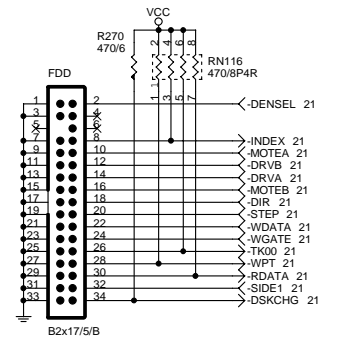 VCC
R270
470/6
2 4 6 8
RN116
470/8P4R
1 3 5 7
FDD
1 2 -DENSEL 21
3 4
5 6
7 8 -INDEX 21
9 10 -MOTEA 21
11 12 -DRVB 21
13 14 -DRVA 21
15 16 -MOTEB 21
17 18 -DIR 21
19 20 -STEP 21
21 22 -WDATA 21
23 24 -WGATE 21
25 26 -TK00 21
27 28 -WPT 21
29 30 -RDATA 21
31 32 -SIDE1 21
33 34 -DSKCHG 21
B2x17/5/B